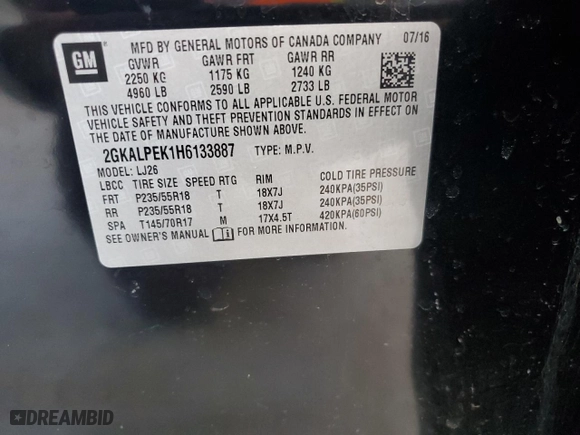 GM
MFD BY GENERAL MOTORS OF CANADA COMPANY 07/16
GVWR GAWR FRT GAWR RR
2250 KG 1175 KG 1240 KG
4960 LB 2590 LB 2733 LB
THIS VEHICLE CONFORMS TO ALL APPLICABLE U.S. FEDERAL MOTOR
VEHICLE SAFETY AND THEFT PREVENTION STANDARDS IN EFFECT ON
THE DATE OF MANUFACTURE SHOWN ABOVE.
2GKALPEK1H6133887 TYPE: M.P.V.
MODEL: LJ26
LBCC TIRE SIZE SPEED RTG RIM COLD TIRE PRESSURE
FRT P235/55R18 T 18X7J 240KPA(35PSI)
RR P235/55R18 T 18X7J 240KPA(35PSI)
SPA T145/70R17 M 17X4.5T 420KPA(60PSI)
SEE OWNER'S MANUAL FOR MORE INFORMATION.
DREAMBID